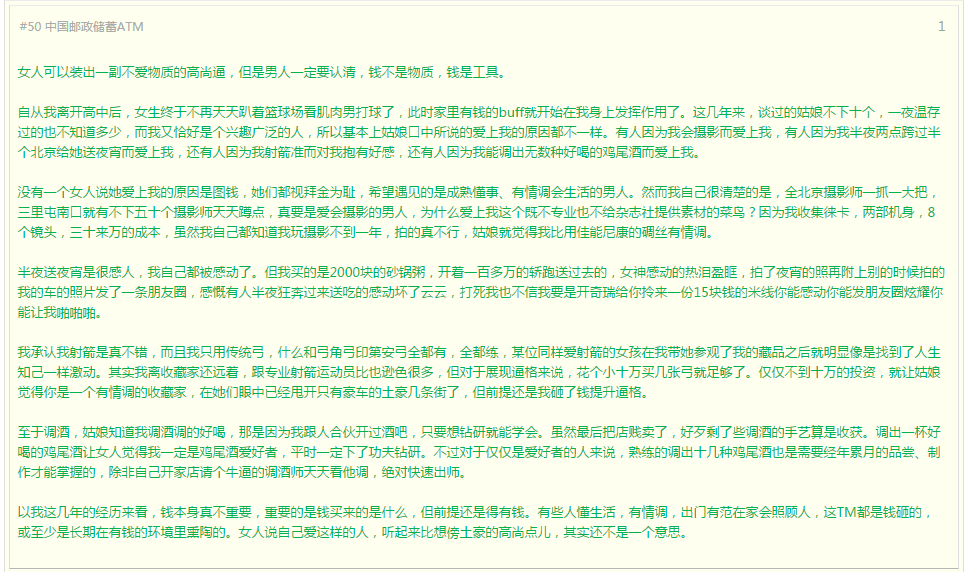 #50 中国邮政储蓄ATM
1
女人可以装出一副不爱物质的高尚逼，但是男人一定要认清，钱不是物质，钱是工具。
自从我离开高中后，女生终于不再天天趴着篮球场看肌肉男打球了，此时家里有钱的buff就开始在我身上发挥作用了。这几年来，谈过的姑娘不下十个，一夜温存
过的也不知道多少，而我又恰好是个兴趣广泛的人，所以基本上姑娘口中所说的爱上我的原因都不一样。有人因为我会摄影而爱上我，有人因为我半夜两点跨过半
个北京给她送夜宵而爱上我，还有人因为我射箭准而对我抱有好感，还有人因为我能调出无数种好喝的鸡尾酒而爱上我。
没有一个女人说她爱上我的原因是图钱，她们都视拜金为耻，希望遇见的是成熟懂事、有情调会生活的男人。然而我自己很清楚的是，全北京摄影师一抓一大把，
三里屯南口就有不下五十个摄影师天天蹲点，真要是爱会摄影的男人，为什么爱上我这个既不专业也不给杂志社提供素材的菜鸟？因为我收集徕卡，两部机身，8
个镜头，三十来万的成本，虽然我自己都知道我玩摄影不到一年，拍的真不行，姑娘就觉得我比用佳能尼康的碉丝有情调。
半夜送夜宵是很感人，我自己都被感动了。但我买的是2000块的砂锅粥，开着一百多万的轿跑送过去的，女神感动的热泪盈眶，拍了夜宵的照再附上别的时候拍的
我的车的照片发了一条朋友圈，感慨有人半夜狂奔过来送吃的感动坏了云云，打死我也不信我要是开奇瑞给你拎来一份15块钱的米线你能感动你能发朋友圈炫耀你
能让我啪啪啪。
我承认我射箭是真不错，而且我只用传统弓，什么和弓角弓印第安弓全都有，全都练，某位同样爱射箭的女孩在我带她参观了我的藏品之后就明显像是找到了人生
知己一样激动。其实我离收藏家还远着，跟专业射箭运动员比也逊色很多，但对于展现逼格来说，花个小十万买几张弓就足够了。仅仅不到十万的投资，就让姑娘
觉得你是一个有情调的收藏家，在她们眼中已经甩开只有豪车的土豪几条街了，但前提还是我砸了钱提升逼格。
至于调酒，姑娘知道我调酒调的好喝，那是因为我跟人合伙开过酒吧，只要想钻研就能学会。虽然最后把店贱卖了，好歹剩了些调酒的手艺算是收获。调出一杯好
喝的鸡尾酒让女人觉得我一定是鸡尾酒爱好者，平时一定下了功夫钻研。不过对于仅仅是爱好者的人来说，熟练的调出十几种鸡尾酒也是需要经年累月的品尝、制
作才能掌握的，除非自己开家店请个牛逼的调酒师天天看他调，绝对快速出师。
以我这几年的经历来看，钱本身真不重要，重要的是钱买来的是什么，但前提还是得有钱。有些人懂生活，有情调，出门有范在家会照顾人，这TM都是钱砸的，
或至少是长期在有钱的环境里熏陶的。女人说自己爱这样的人，听起来比想傍土豪的高尚点儿，其实还不是一个意思。